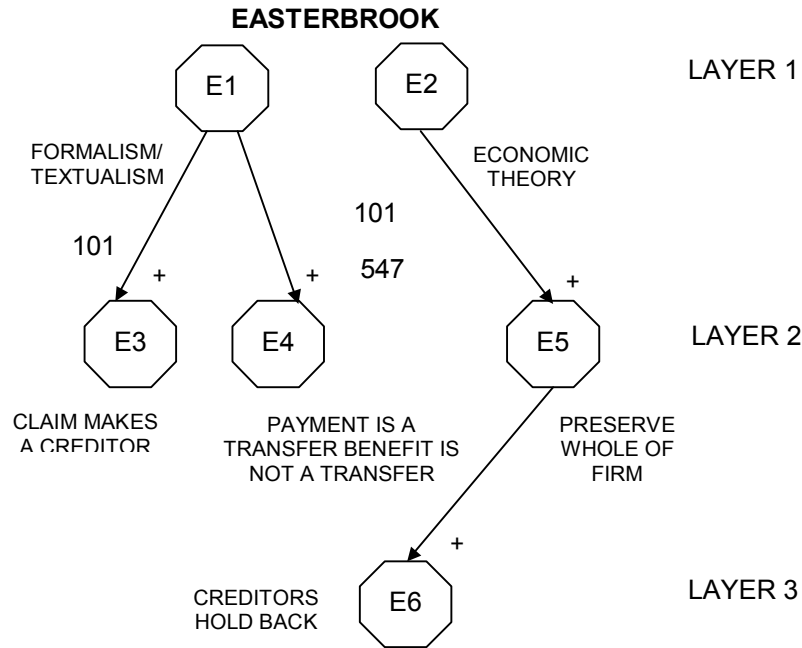 EASTERBROOK
E1
E2
LAYER 1
FORMALISM/
TEXTUALISM
ECONOMIC
THEORY
101
101
547
+
+
+
E3
E4
E5
LAYER 2
CLAIM MAKES
A CREDITOR
PAYMENT IS A
TRANSFER BENEFIT IS
NOT A TRANSFER
PRESERVE
WHOLE OF
FIRM
+
CREDITORS
HOLD BACK
E6
LAYER 3